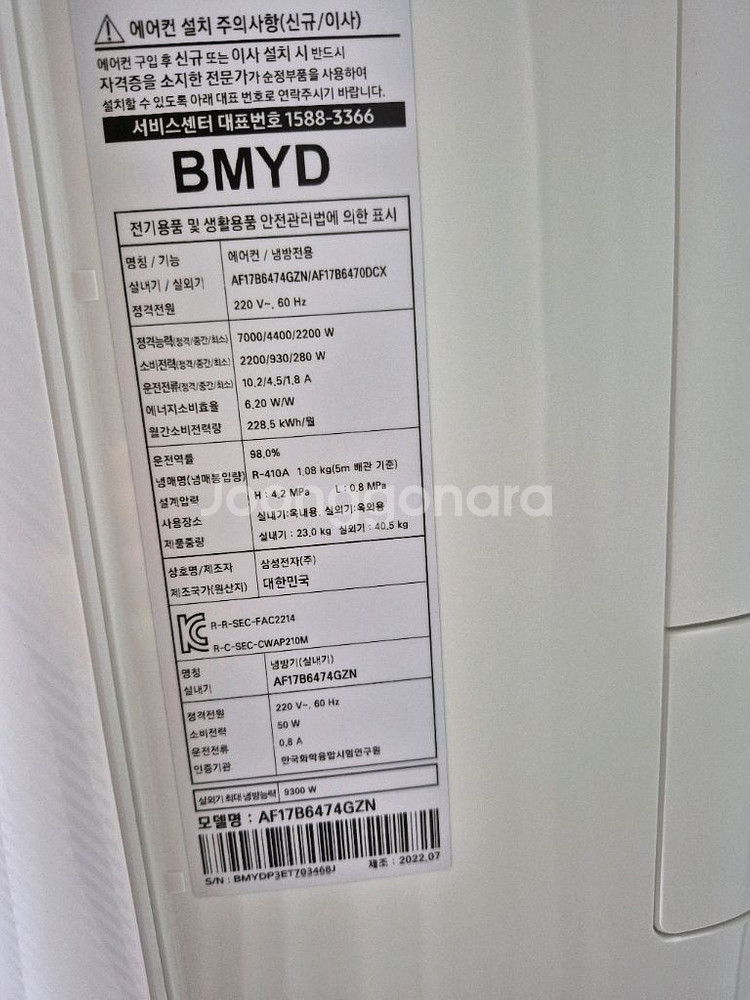 에어컨 설치 주의사항(신규/이사)
에어컨 구입 후 신규 또는 이사 설치 시 반드시
자격증을 소지한 전문가가 순정부품을 사용하여
설치할 수 있도록 아래 대표 번호로 연락주시기 바랍니다.
서비스센터 대표번호 1588-3366
BMYD
전기용품 및 생활용품 안전관리법에 의한 표시
명칭 / 기능 에어컨 / 냉방전용
실내기 / 실외기 AF17B6474GZN/AF17B6470DCX
정격전원 220 V~, 60 Hz
정격능력(정격/중간/최소) 7000/4400/2200 W
소비전력(정격/중간/최소) 2200/930/280 W
운전전류(정격/중간/최소) 10.2/4.5/1.8 A
에너지소비효율 6.20 W/W
월간소비전력량 228.5 kWh/월
운전역률 98.0%
냉매명(냉매봉입량) R-410A 1.08 kg(5m 배관 기준)
설계압력 H : 4.2 MPa L : 0.8 MPa
사용장소 실내기:옥내용, 실외기:옥외용
제품중량 실내기 : 23.0 kg 실외기 : 40.5 kg
상호명/제조자 삼성전자(주)
제조국가(원산지) 대한민국
R-R-SEC-FAC2214
R-C-SEC-CWAP210M
명칭 냉방기(실내기)
실내기 AF17B6474GZN
정격전원 220 V~, 60 Hz
소비전력 50 W
운전전류 0.8 A
인증기관 한국화학융합시험연구원
실외기 최대 냉방능력 9300 W
모델명 : AF17B6474GZN
S/N : BMYDP3ET703468J 제조 : 2022.07
Joonggonara